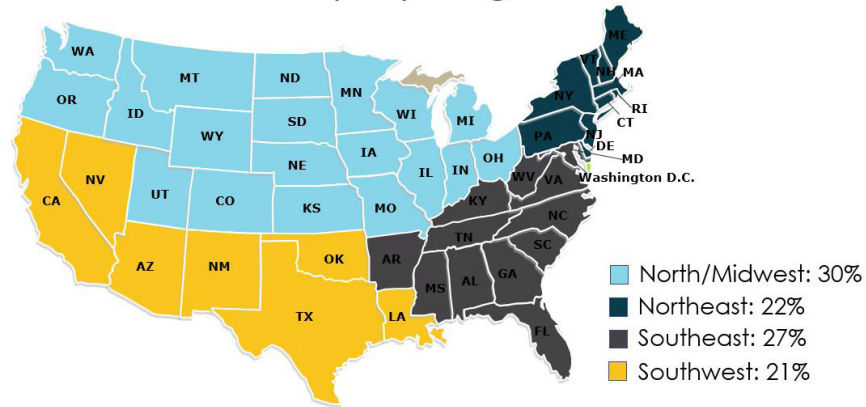 WA
MT
ND
MN
OR
ID
SD
WI
MI
WY
NE
IA
IL
IN
OH
UT
CO
KS
MO
NV
CA
AZ
NM
OK
TX
LA
AR
KY
TN
MS
AL
GA
FL
SC
NC
VA
WV
PA
NY
VT
NH
ME
MA
RI
CT
NJ
DE
MD
Washington D.C.
North/Midwest: 30%
Northeast: 22%
Southeast: 27%
Southwest: 21%